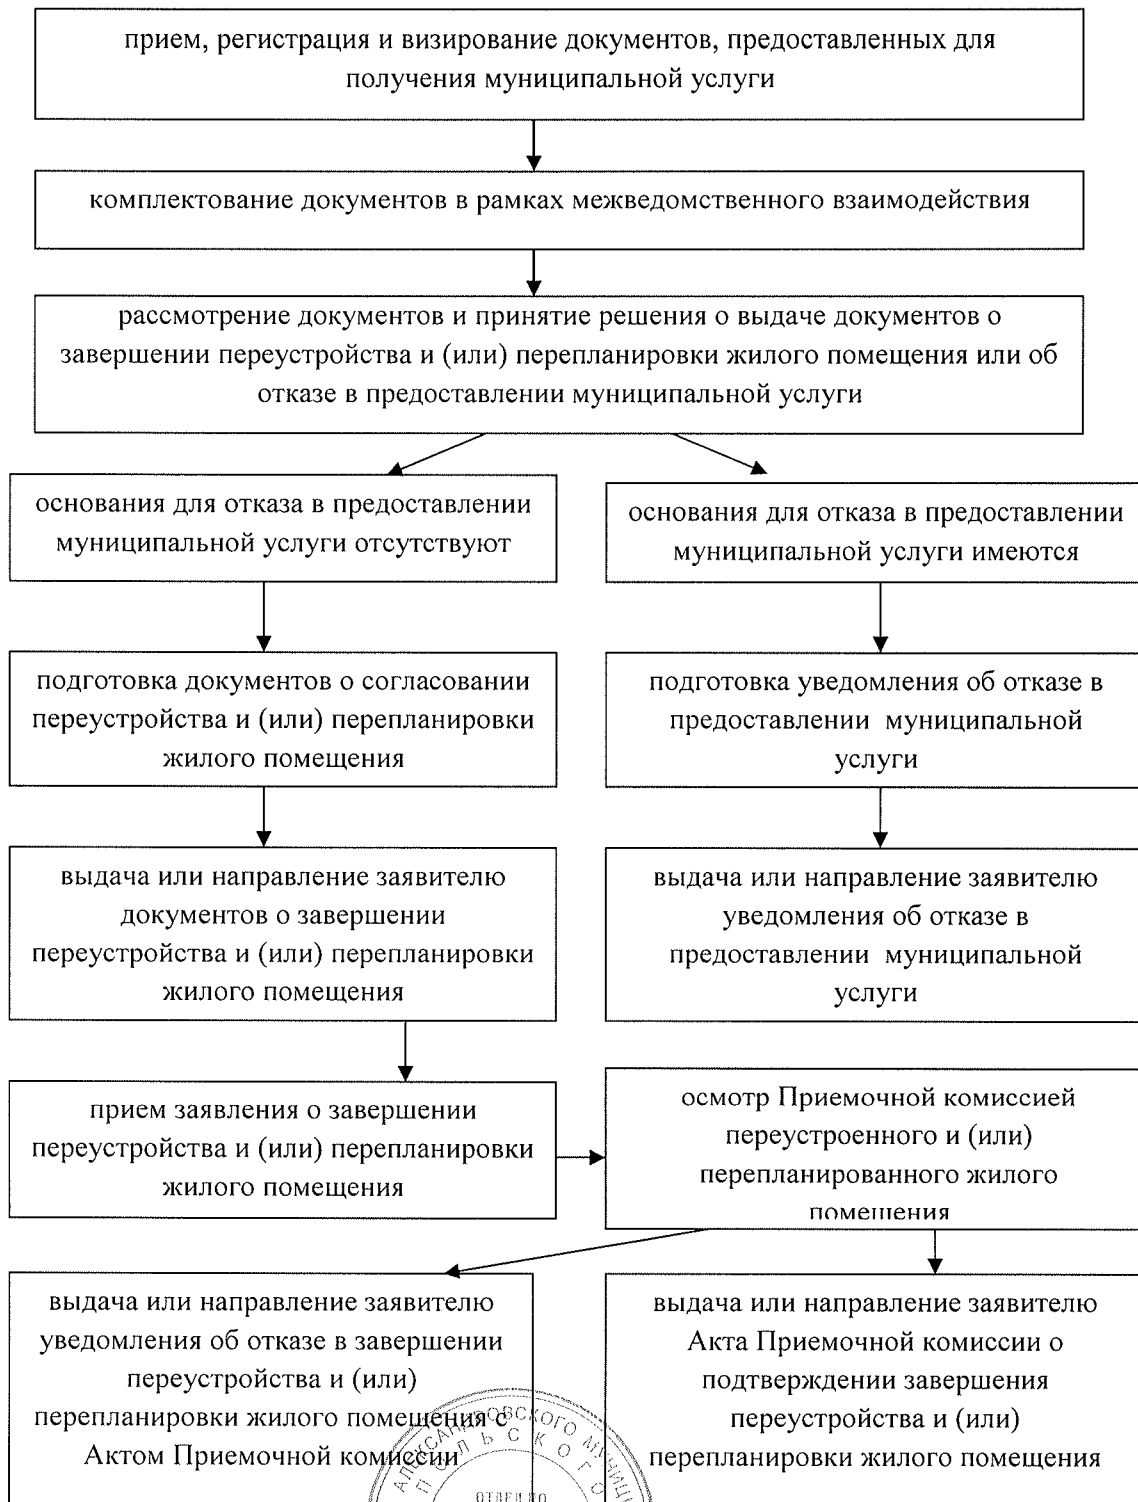 прием, регистрация и визирование документов, предоставленных для
получения муниципальной услуги
комплектование документов в рамках межведомственного взаимодействия
рассмотрение документов и принятие решения о выдаче документов о
завершении переустройства и (или) перепланировки жилого помещения или об
отказе в предоставлении муниципальной услуги
основания для отказа в предоставлении
муниципальной услуги отсутствуют
основания для отказа в предоставлении
муниципальной услуги имеются
подготовка документов о согласовании
переустройства и (или) перепланировки
жилого помещения
подготовка уведомления об отказе в
предоставлении муниципальной
услуги
выдача или направление заявителю
документов о завершении
переустройства и (или) перепланировки
жилого помещения
выдача или направление заявителю
уведомления об отказе в
предоставлении муниципальной
услуги
прием заявления о завершении
переустройства и (или) перепланировки
жилого помещения
осмотр Приемочной комиссией
переустроенного и (или)
перепланированного жилого
помещения
выдача или направление заявителю
уведомления об отказе в завершении
переустройства и (или)
перепланировки жилого помещения с
Актом Приемочной комиссии
выдача или направление заявителю
Акта Приемочной комиссии о
подтверждении завершения
переустройства и (или)
перепланировки жилого помещения
АЛЕКСАНДРОВСКОГО
ОТДЕЛ ПО